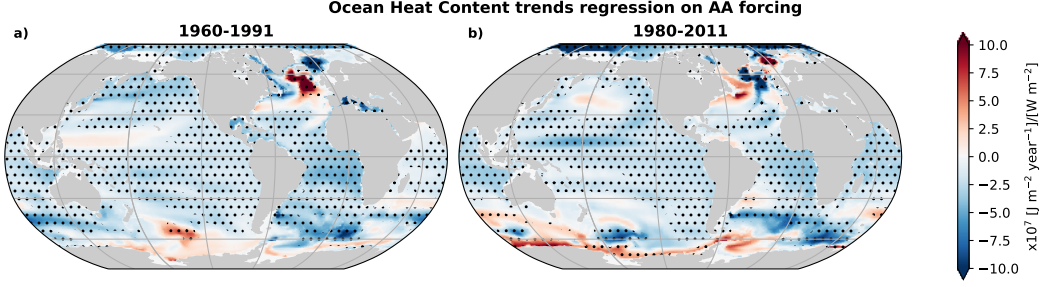 Ocean Heat Content trends regression on AA forcing
a)
1960-1991
b)
1980-2011
10.0
7.5
5.0
2.5
0.0
−2.5
−5.0
−7.5
−10.0
x10⁷ [J m⁻² year⁻¹]/[W m⁻²]